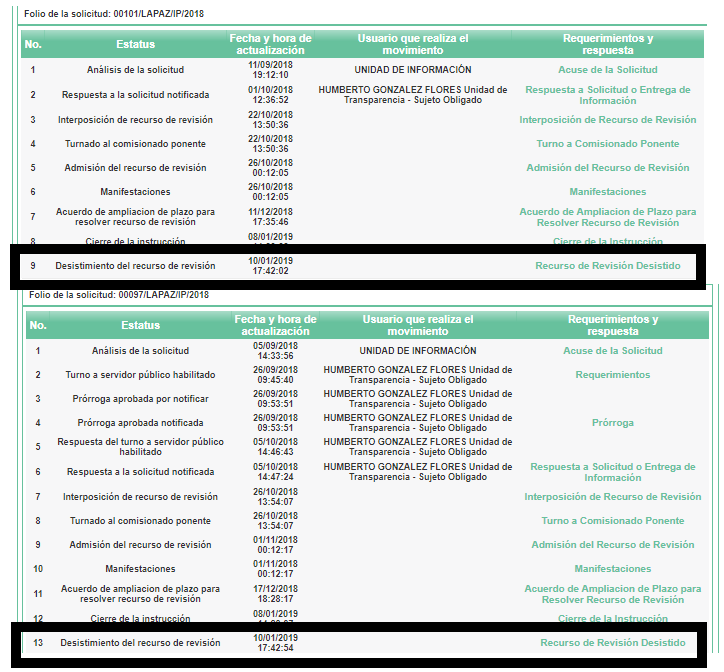 Folio de la solicitud: 00101/LAPAZ/IP/2018
No. Estatus Fecha y hora de actualización Usuario que realiza el movimiento Requerimientos y respuesta
1 Análisis de la solicitud 11/09/2018 19:12:10 UNIDAD DE INFORMACIÓN Acuse de la Solicitud
2 Respuesta a la solicitud notificada 01/10/2018 12:36:52 HUMBERTO GONZALEZ FLORES Unidad de Transparencia - Sujeto Obligado Respuesta a Solicitud o Entrega de Información
3 Interposición de recurso de revisión 22/10/2018 13:50:36 Interposición de Recurso de Revisión
4 Turnado al comisionado ponente 22/10/2018 13:50:36 Turno a Comisionado Ponente
5 Admisión del recurso de revisión 26/10/2018 00:12:05 Admisión del Recurso de Revisión
6 Manifestaciones 26/10/2018 00:12:05 Manifestaciones
7 Acuerdo de ampliacion de plazo para resolver recurso de revisión 11/12/2018 17:35:46 Acuerdo de Ampliacion de Plazo para Resolver Recurso de Revisión
8 Cierre de la instrucción 08/01/2019 Cierre de la Instrucción
9 Desistimiento del recurso de revisión 10/01/2019 17:42:02 Recurso de Revisión Desistido
Folio de la solicitud: 00097/LAPAZ/IP/2018
No. Estatus Fecha y hora de actualización Usuario que realiza el movimiento Requerimientos y respuesta
1 Análisis de la solicitud 05/09/2018 14:33:56 UNIDAD DE INFORMACIÓN Acuse de la Solicitud
2 Turno a servidor público habilitado 26/09/2018 09:45:40 HUMBERTO GONZALEZ FLORES Unidad de Transparencia - Sujeto Obligado Requerimientos
3 Prórroga aprobada por notificar 26/09/2018 09:53:51 HUMBERTO GONZALEZ FLORES Unidad de Transparencia - Sujeto Obligado
4 Prórroga aprobada notificada 26/09/2018 09:53:51 HUMBERTO GONZALEZ FLORES Unidad de Transparencia - Sujeto Obligado Prórroga
5 Respuesta del turno a servidor público habilitado 05/10/2018 14:46:43 HUMBERTO GONZALEZ FLORES Unidad de Transparencia - Sujeto Obligado
6 Respuesta a la solicitud notificada 05/10/2018 14:47:24 HUMBERTO GONZALEZ FLORES Unidad de Transparencia - Sujeto Obligado Respuesta a Solicitud o Entrega de Información
7 Interposición de recurso de revisión 26/10/2018 13:54:07 Interposición de Recurso de Revisión
8 Turnado al comisionado ponente 26/10/2018 13:54:07 Turno a Comisionado Ponente
9 Admisión del recurso de revisión 01/11/2018 00:12:17 Admisión del Recurso de Revisión
10 Manifestaciones 01/11/2018 00:12:17 Manifestaciones
11 Acuerdo de ampliacion de plazo para resolver recurso de revisión 17/12/2018 18:28:17 Acuerdo de Ampliacion de Plazo para Resolver Recurso de Revisión
12 Cierre de la instrucción 08/01/2019 Cierre de la Instrucción
13 Desistimiento del recurso de revisión 10/01/2019 17:42:54 Recurso de Revisión Desistido